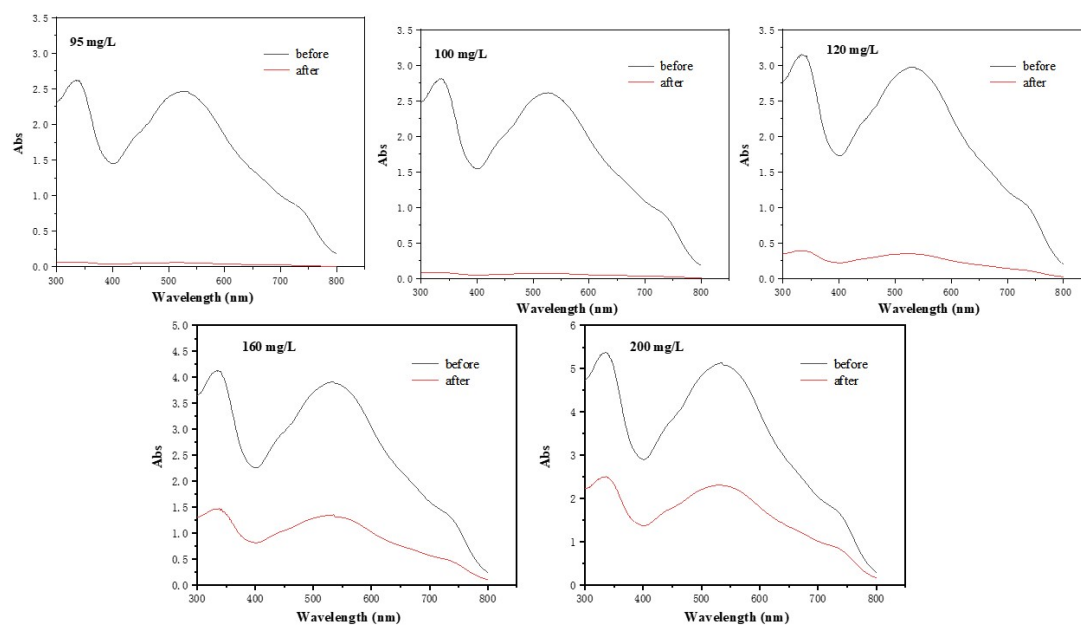 95 mg/L
before
after
Abs
3.5
3.0
2.5
2.0
1.5
1.0
0.5
0.0
300 400 500 600 700 800
Wavelength (nm)
100 mg/L
before
after
Abs
3.5
3.0
2.5
2.0
1.5
1.0
0.5
0.0
300 400 500 600 700 800
Wavelength (nm)
120 mg/L
before
after
Abs
3.5
3.0
2.5
2.0
1.5
1.0
0.5
0.0
300 400 500 600 700 800
Wavelength (nm)
160 mg/L
before
after
Abs
5.0
4.5
4.0
3.5
3.0
2.5
2.0
1.5
1.0
0.5
0.0
300 400 500 600 700 800
Wavelength (nm)
200 mg/L
before
after
Abs
6
5
4
3
2
1
0
300 400 500 600 700 800
Wavelength (nm)